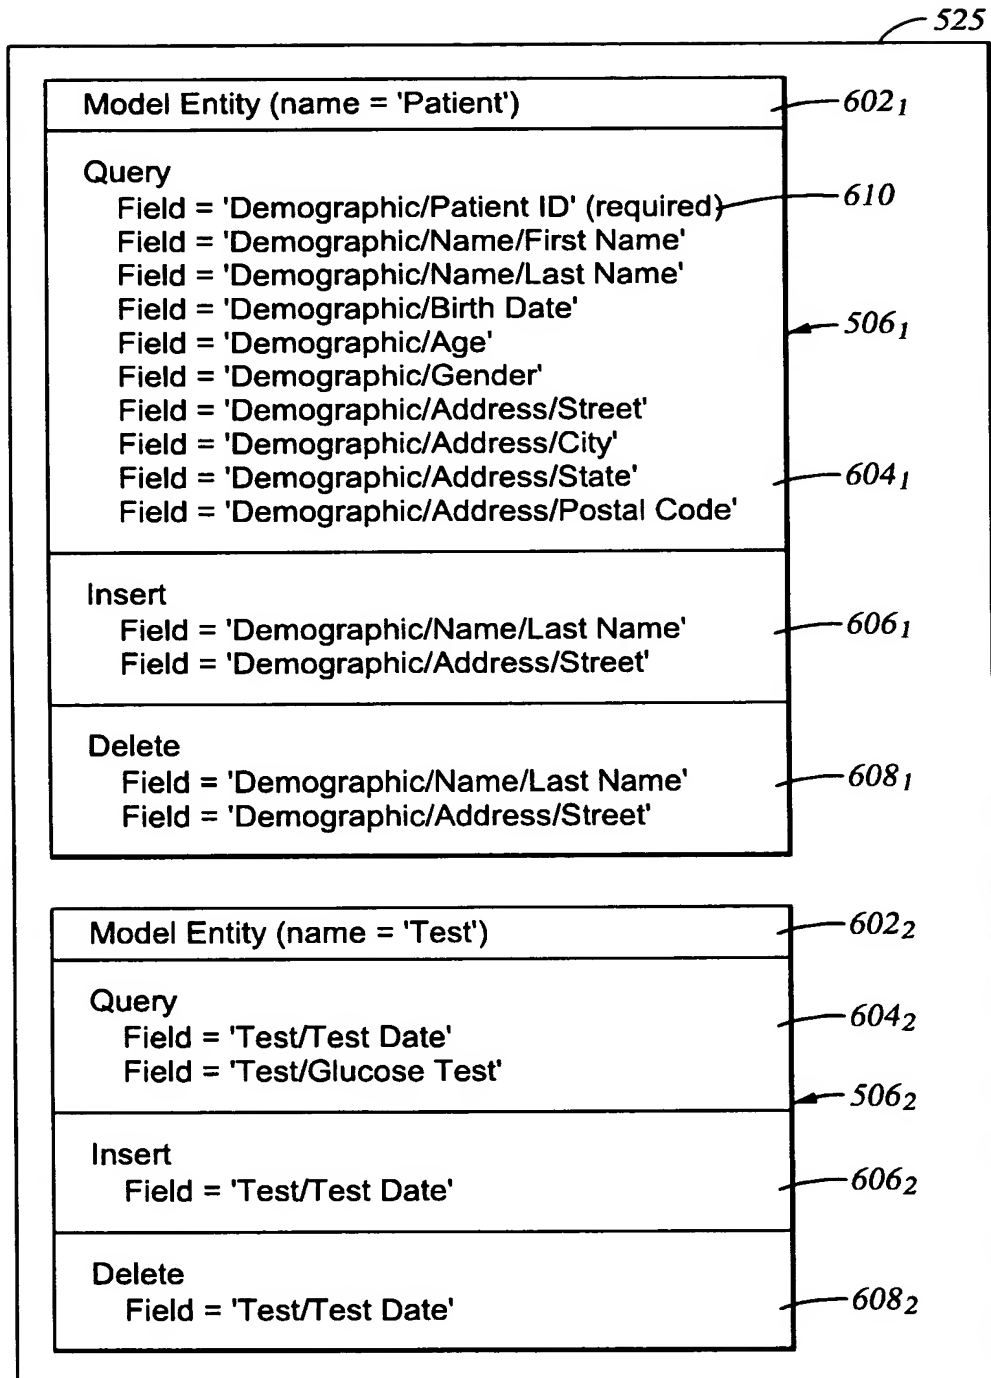 525
Model Entity (name = 'Patient') 602₁
Query
Field = 'Demographic/Patient ID' (required) 610
Field = 'Demographic/Name/First Name'
Field = 'Demographic/Name/Last Name'
Field = 'Demographic/Birth Date'
Field = 'Demographic/Age' 506₁
Field = 'Demographic/Gender'
Field = 'Demographic/Address/Street'
Field = 'Demographic/Address/City'
Field = 'Demographic/Address/State' 604₁
Field = 'Demographic/Address/Postal Code'
Insert
Field = 'Demographic/Name/Last Name' 606₁
Field = 'Demographic/Address/Street'
Delete
Field = 'Demographic/Name/Last Name' 608₁
Field = 'Demographic/Address/Street'
Model Entity (name = 'Test') 602₂
Query
Field = 'Test/Test Date' 604₂
Field = 'Test/Glucose Test'
506₂
Insert
Field = 'Test/Test Date' 606₂
Delete
Field = 'Test/Test Date' 608₂